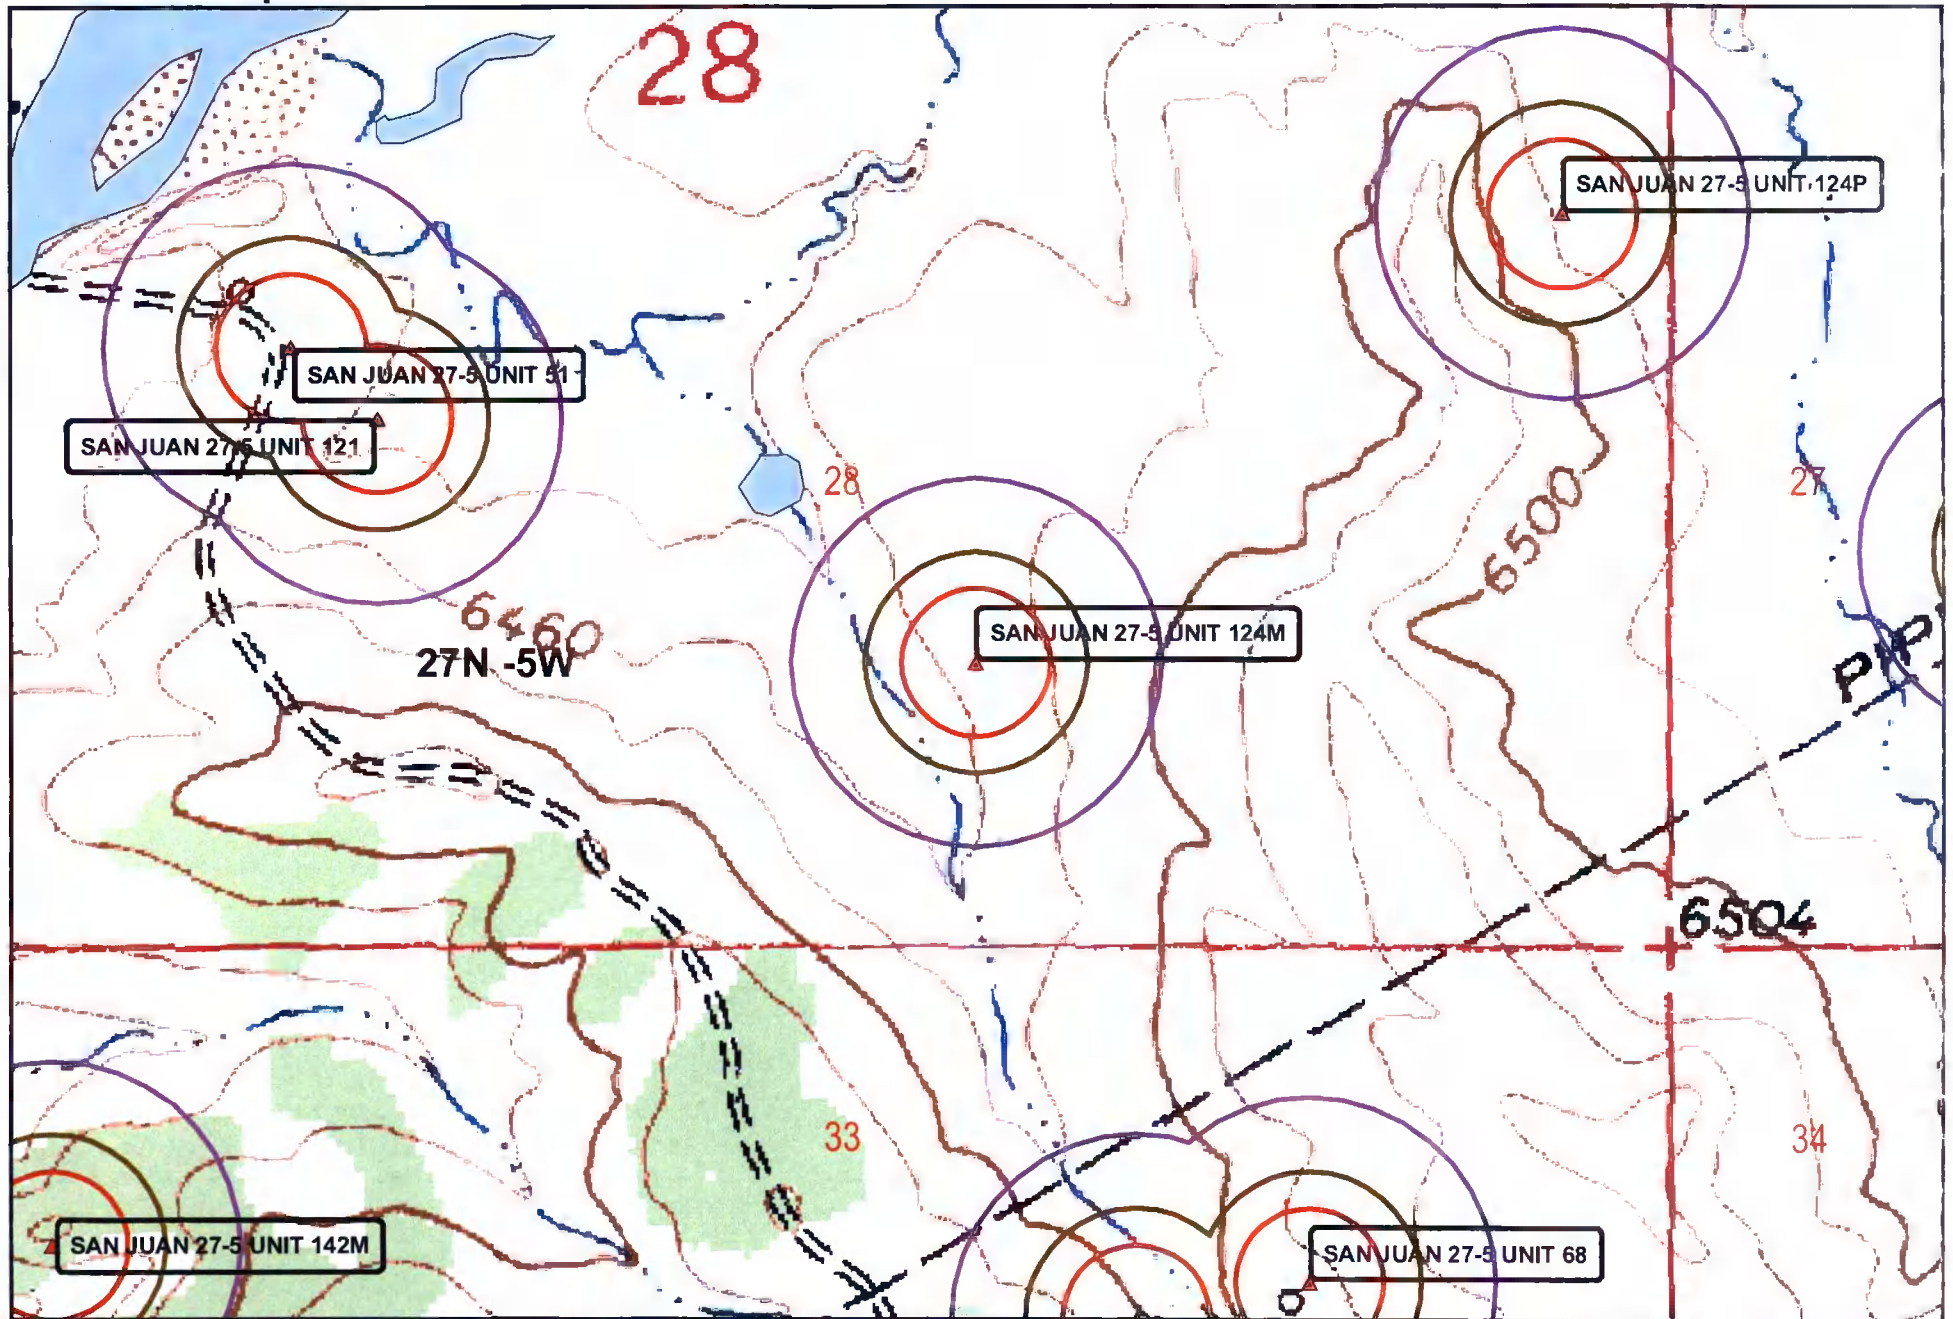 28
SAN JUAN 27-5 UNIT 124P
SAN JUAN 27-5 UNIT 51
SAN JUAN 27-5 UNIT 121
28
27
6500
SAN JUAN 27-5 UNIT 124M
6460
27N -5W
6504
33
34
SAN JUAN 27-5 UNIT 142M
SAN JUAN 27-5 UNIT 68